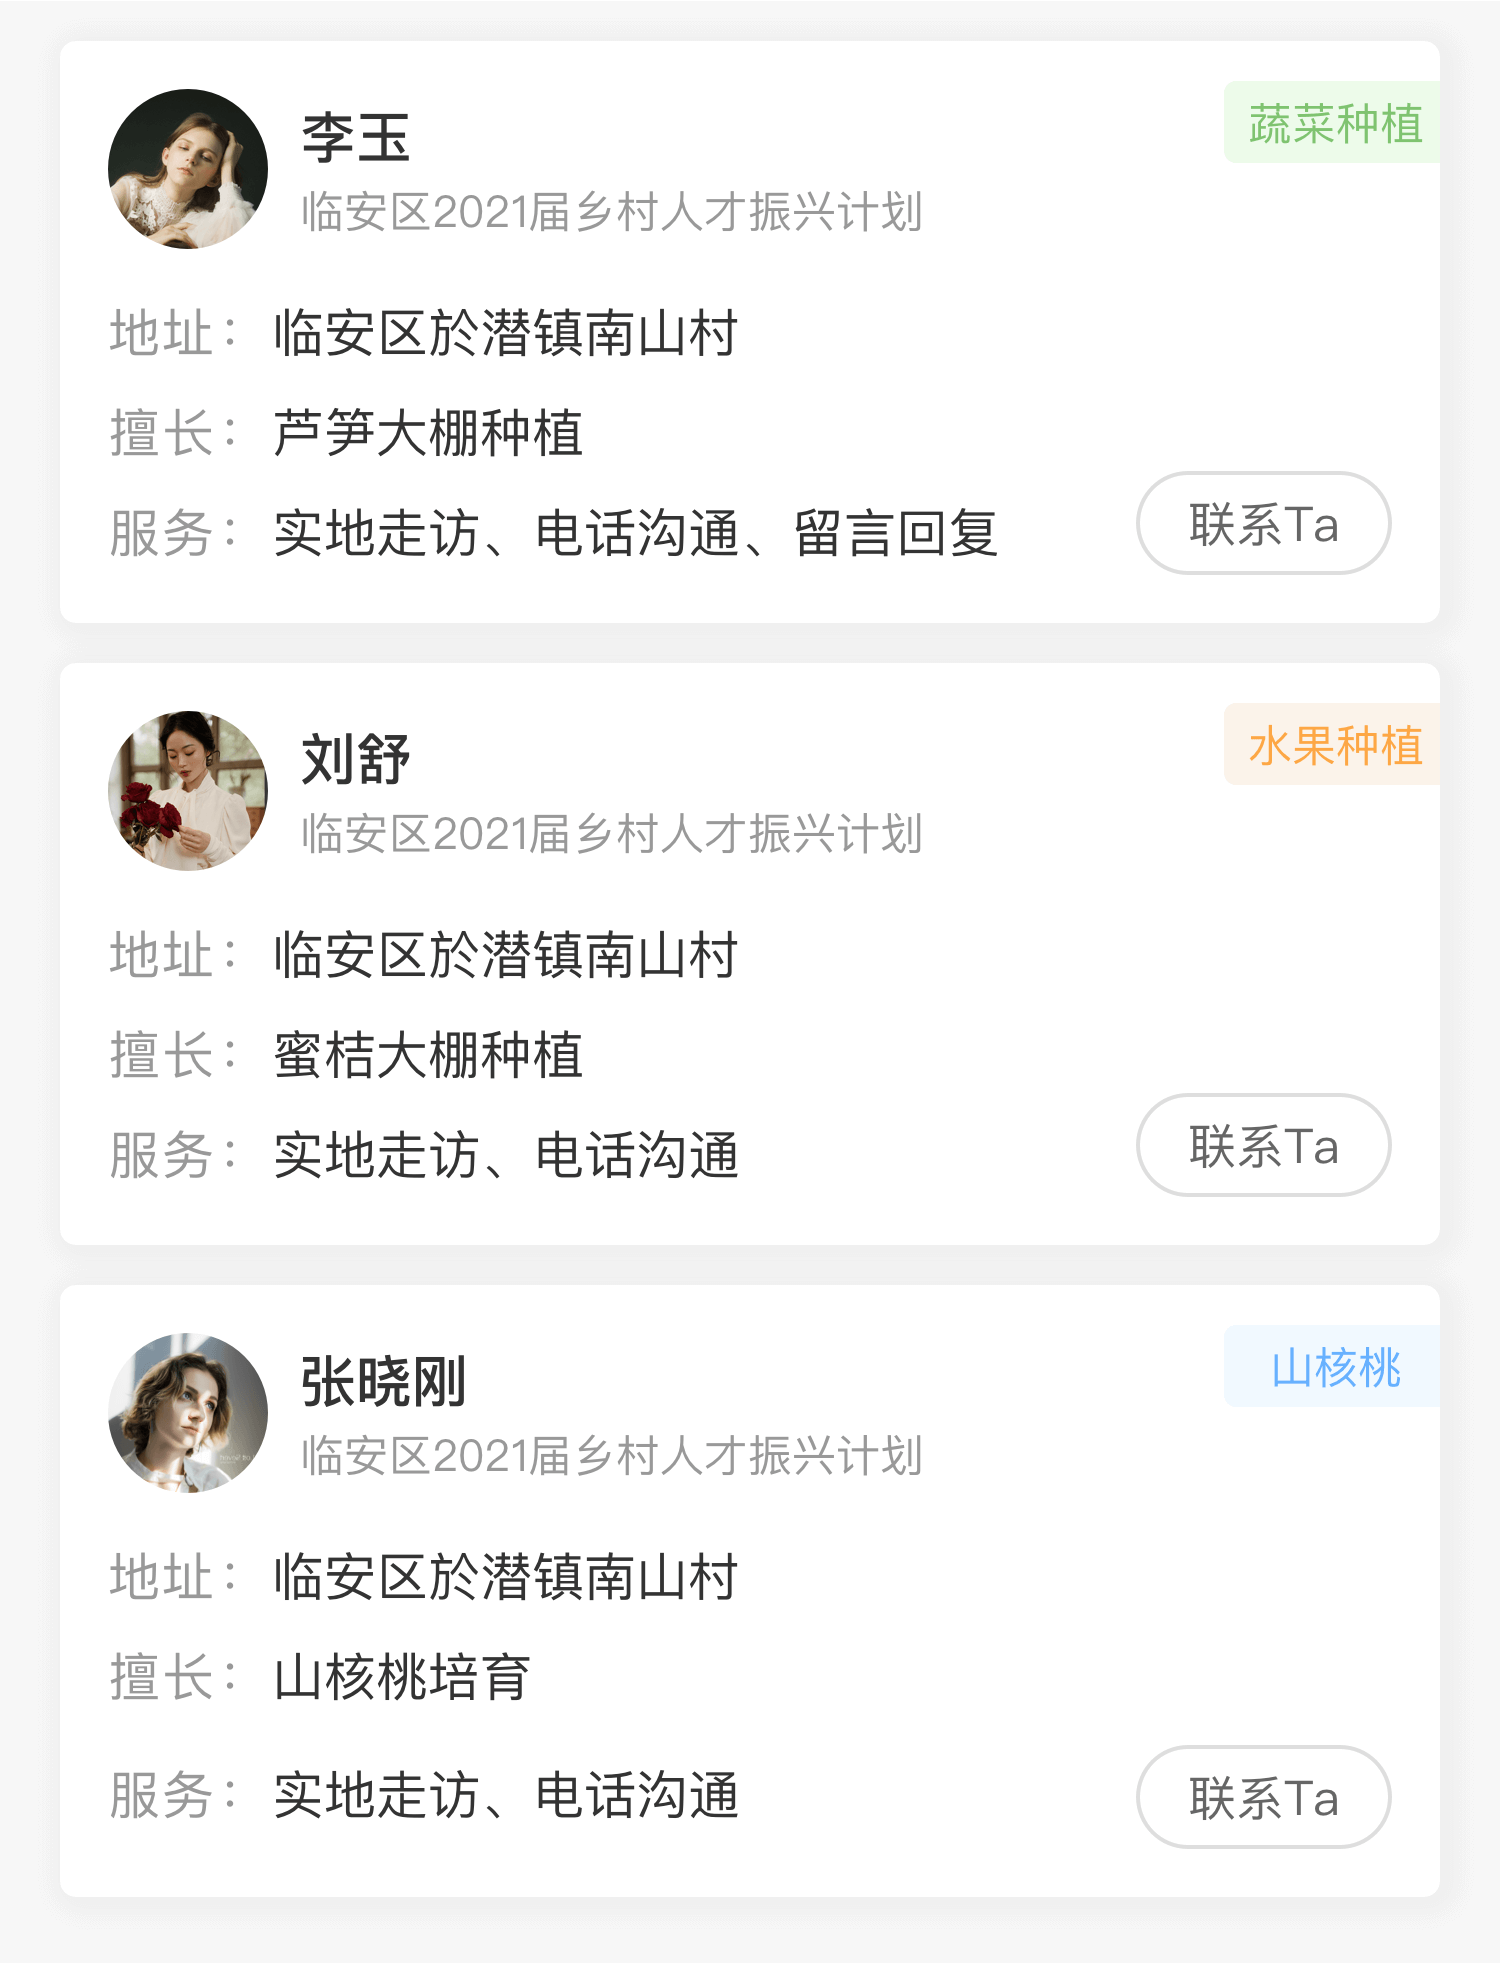 李玉
蔬菜种植
临安区2021届乡村人才振兴计划
地址：临安区於潜镇南山村
擅长：芦笋大棚种植
服务：实地走访、电话沟通、留言回复
联系Ta
刘舒
水果种植
临安区2021届乡村人才振兴计划
地址：临安区於潜镇南山村
擅长：蜜桔大棚种植
服务：实地走访、电话沟通
联系Ta
张晓刚
山核桃
临安区2021届乡村人才振兴计划
地址：临安区於潜镇南山村
擅长：山核桃培育
服务：实地走访、电话沟通
联系Ta